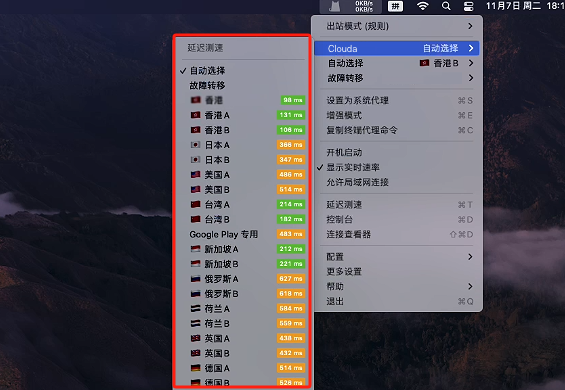 0KB/s
0KB/s
拼
11月7日 周二 18:1
延迟测速
✓ 自动选择
故障转移
香港 98 ms
香港 A 131 ms
香港 B 106 ms
日本 A 366 ms
日本 B 347 ms
美国 A 486 ms
美国 B 514 ms
台湾 A 214 ms
台湾 B 182 ms
Google Play 专用 483 ms
新加坡 A 212 ms
新加坡 B 221 ms
俄罗斯 A 627 ms
俄罗斯 B 618 ms
荷兰 A 584 ms
荷兰 B 559 ms
英国 A 438 ms
英国 B 432 ms
德国 A 514 ms
德国 B 526 ms
出站模式 (规则)
Clouda 自动选择
自动选择 香港 B
故障转移
设置为系统代理 ⌘ S
增强模式 ⌘ E
复制终端代理命令 ⌘ C
开机启动
✓ 显示实时速率
允许局域网连接
延迟测速 ⌘ T
控制台 ⌘ D
连接查看器 ⇧⌘ D
配置
更多设置
帮助
退出 ⌘ Q